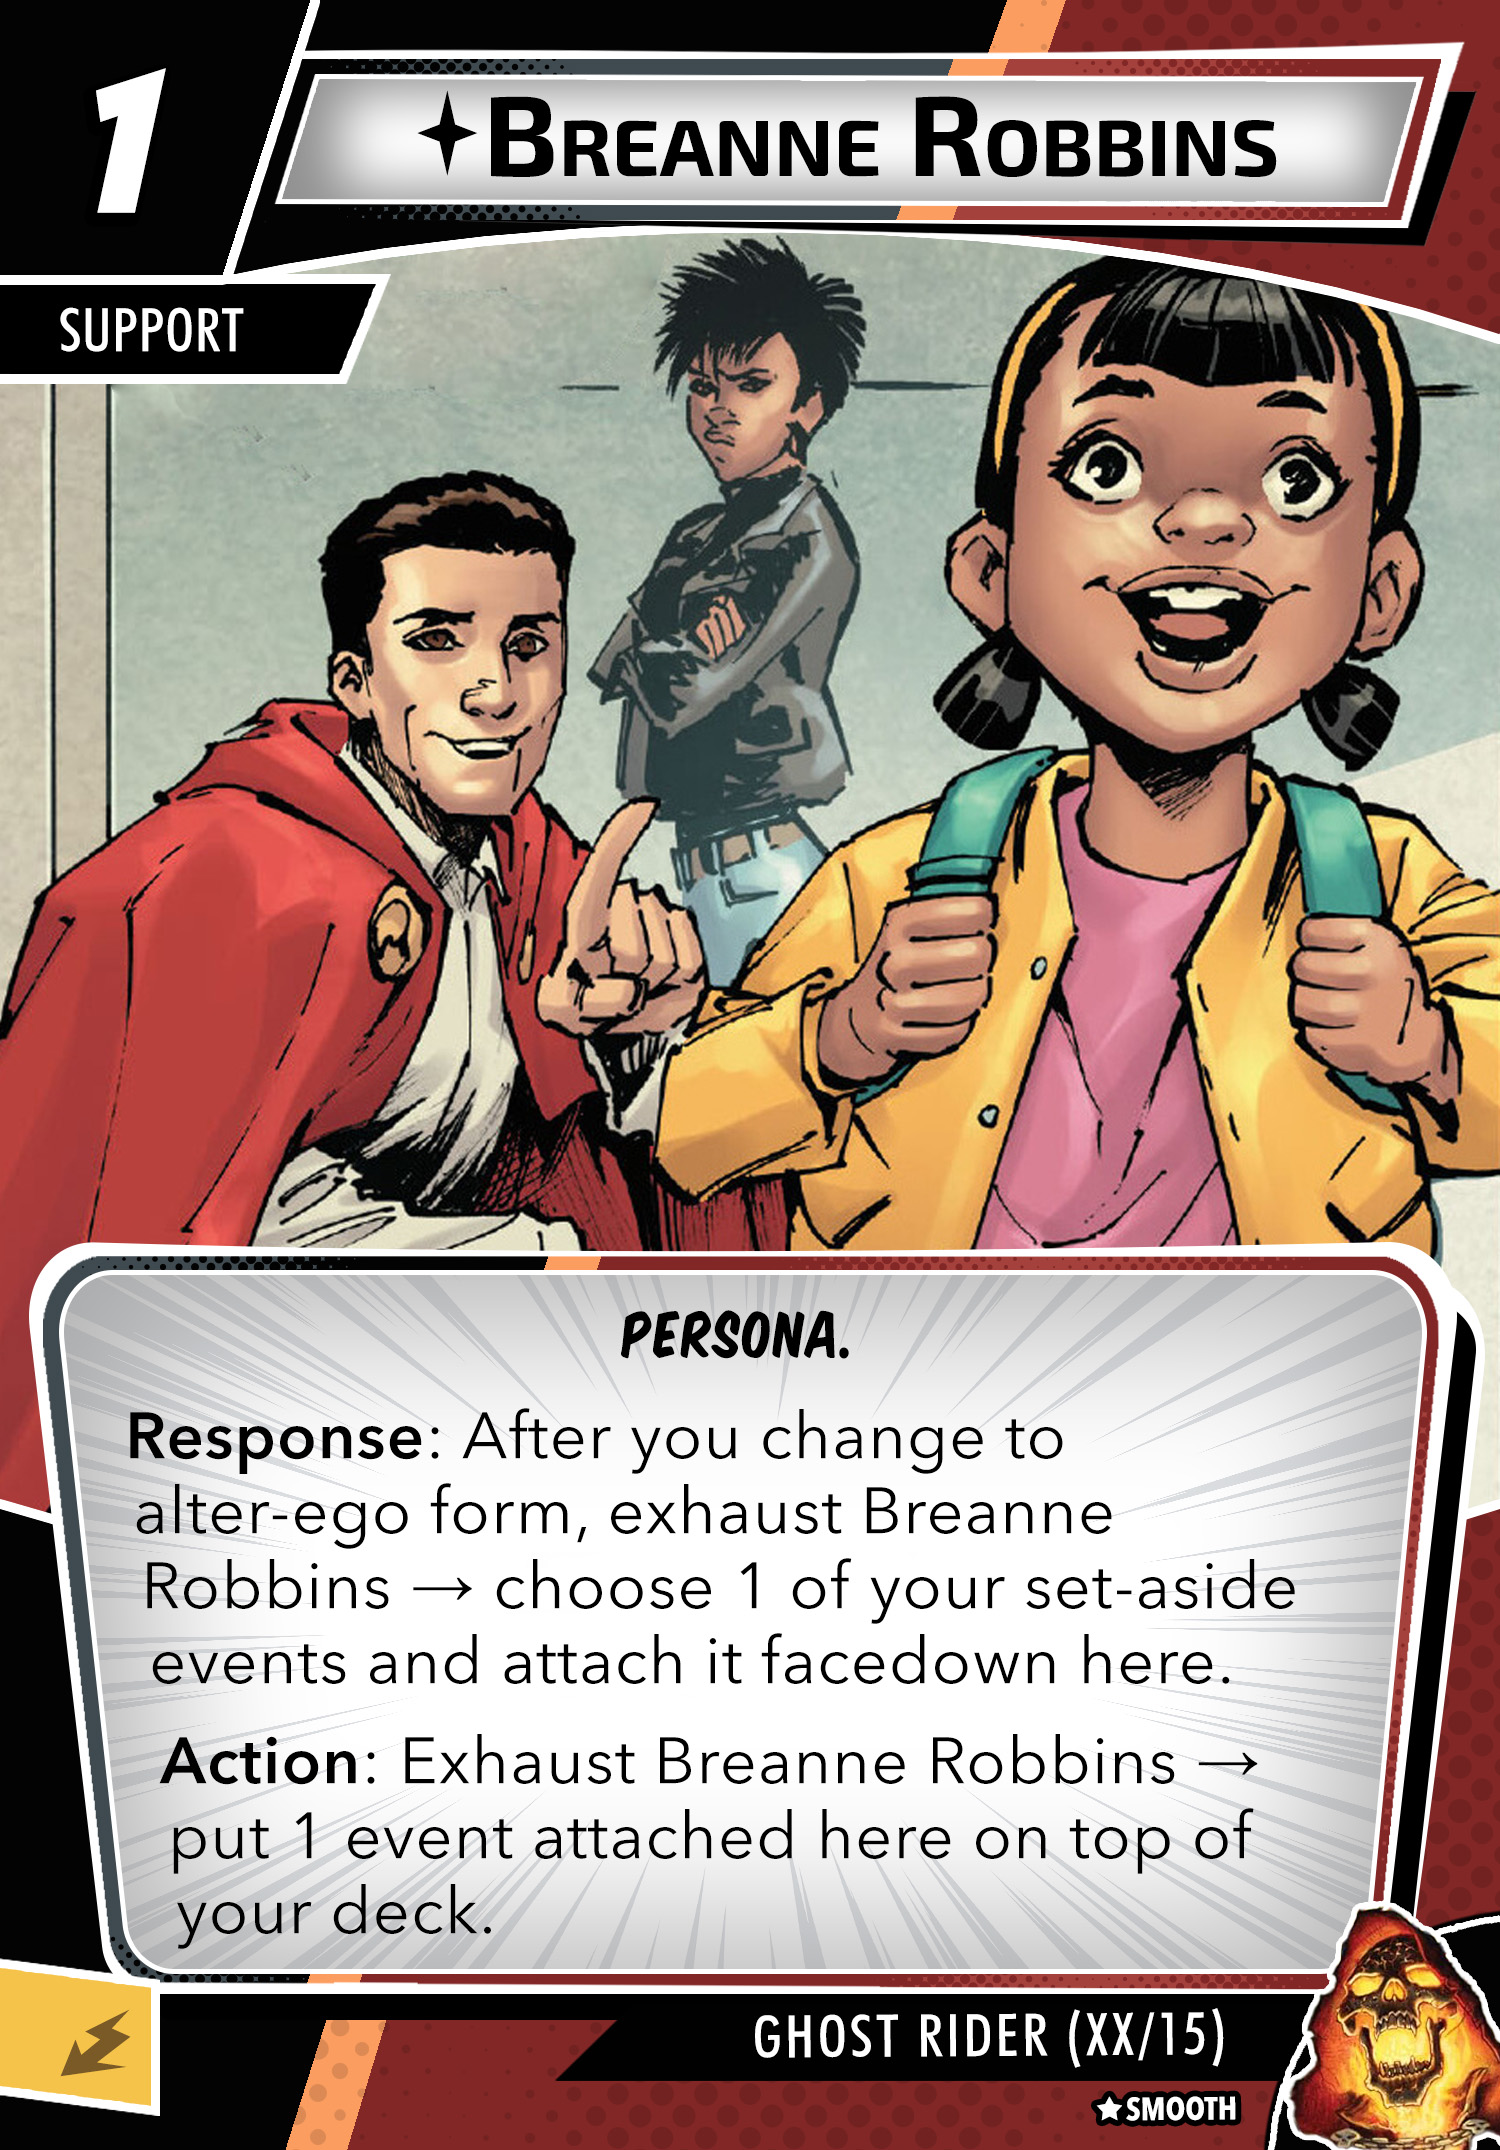 1
BREANNE ROBBINS
SUPPORT
PERSONA.
Response: After you change to
alter-ego form, exhaust Breanne
Robbins → choose 1 of your set-aside
events and attach it facedown here.
Action: Exhaust Breanne Robbins →
put 1 event attached here on top of
your deck.
GHOST RIDER (XX/15)
SMOOTH